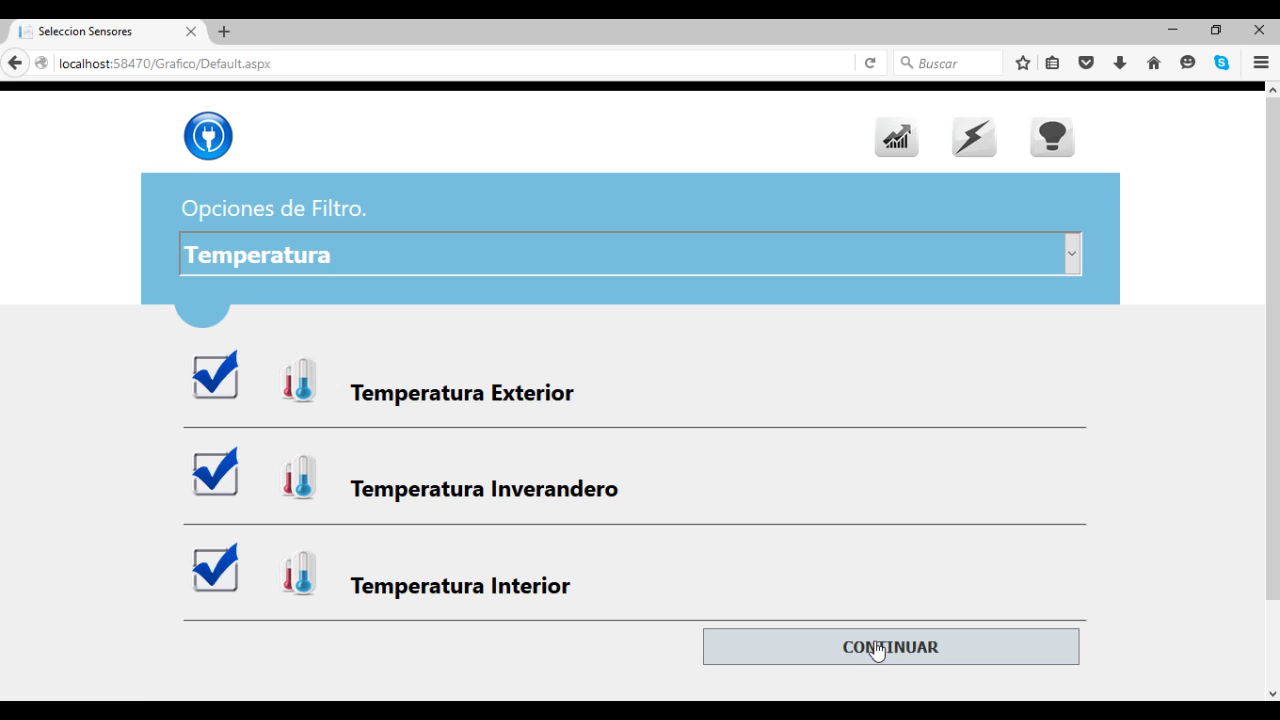 Seleccion Sensores
localhost:58470/Grafico/Default.aspx
Buscar
Opciones de Filtro.
Temperatura
Temperatura Exterior
Temperatura Inverandero
Temperatura Interior
CONTINUAR